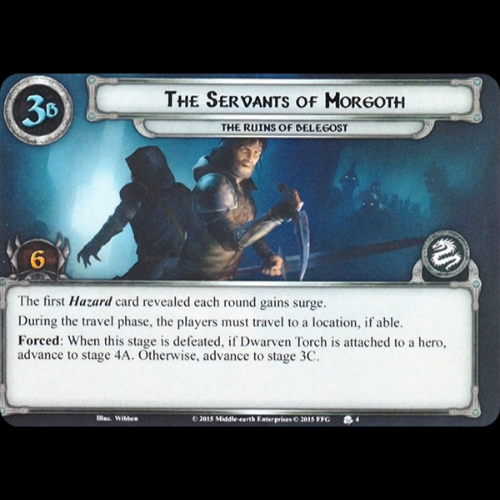 3B
THE SERVANTS OF MORGOTH
THE RUINS OF BELEGOST
6
The first Hazard card revealed each round gains surge.
During the travel phase, the players must travel to a location, if able.
Forced: When this stage is defeated, if Dwarven Torch is attached to a hero,
advance to stage 4A. Otherwise, advance to stage 3C.
Illus. Wibben © 2015 Middle-earth Enterprises © 2015 FFG 4